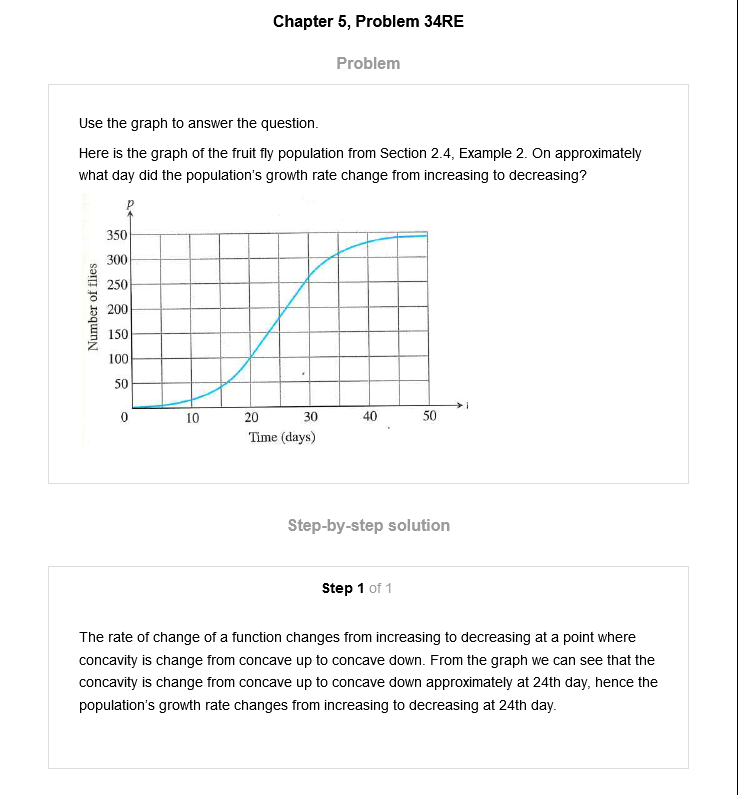 Chapter 5, Problem 34RE
Problem
Use the graph to answer the question.
Here is the graph of the fruit fly population from Section 2.4, Example 2. On approximately
what day did the population's growth rate change from increasing to decreasing?
p
350
300
250
200
150
100
50
Number of flies
0 10 20 30 40 50
Time (days)
Step-by-step solution
Step 1 of 1
The rate of change of a function changes from increasing to decreasing at a point where
concavity is change from concave up to concave down. From the graph we can see that the
concavity is change from concave up to concave down approximately at 24th day, hence the
population's growth rate changes from increasing to decreasing at 24th day.